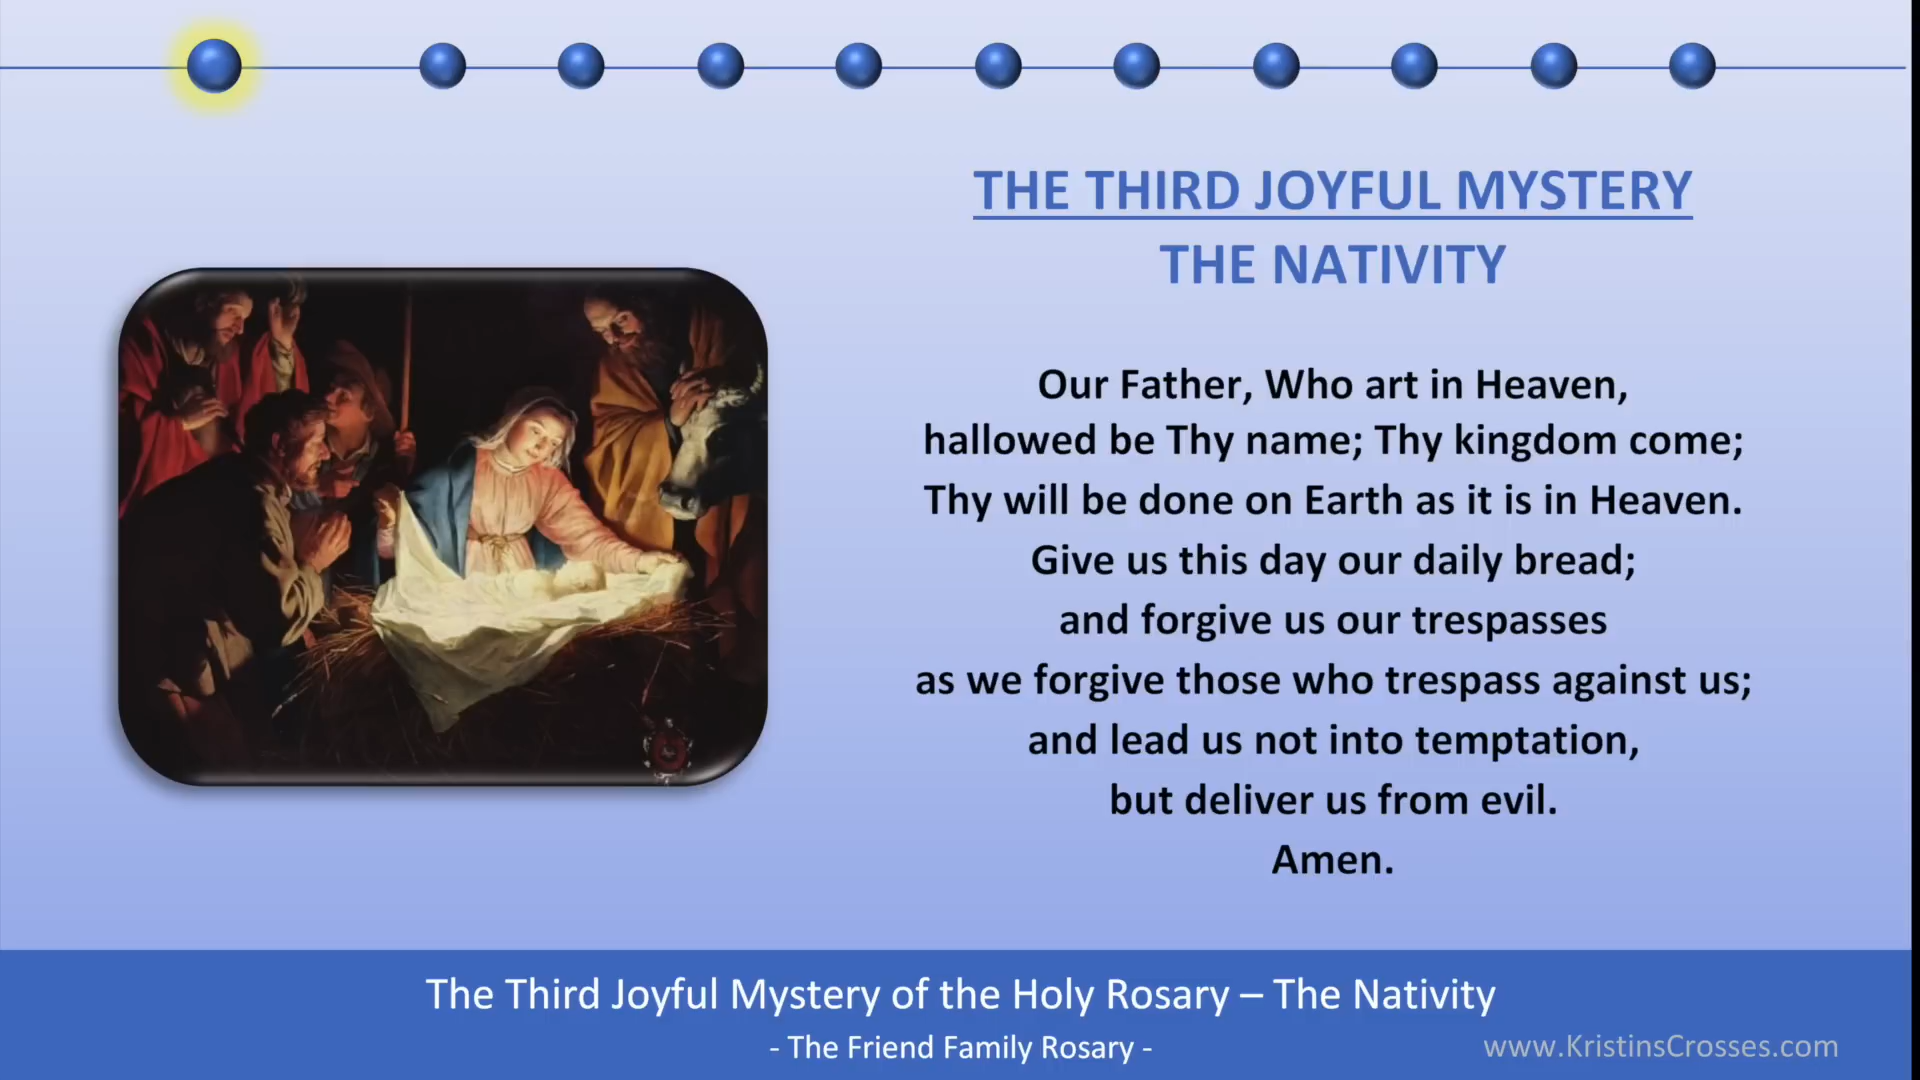 THE THIRD JOYFUL MYSTERY
THE NATIVITY
Our Father, Who art in Heaven,
hallowed be Thy name; Thy kingdom come;
Thy will be done on Earth as it is in Heaven.
Give us this day our daily bread;
and forgive us our trespasses
as we forgive those who trespass against us;
and lead us not into temptation,
but deliver us from evil.
Amen.
The Third Joyful Mystery of the Holy Rosary – The Nativity
- The Friend Family Rosary -
www.KristinsCrosses.com